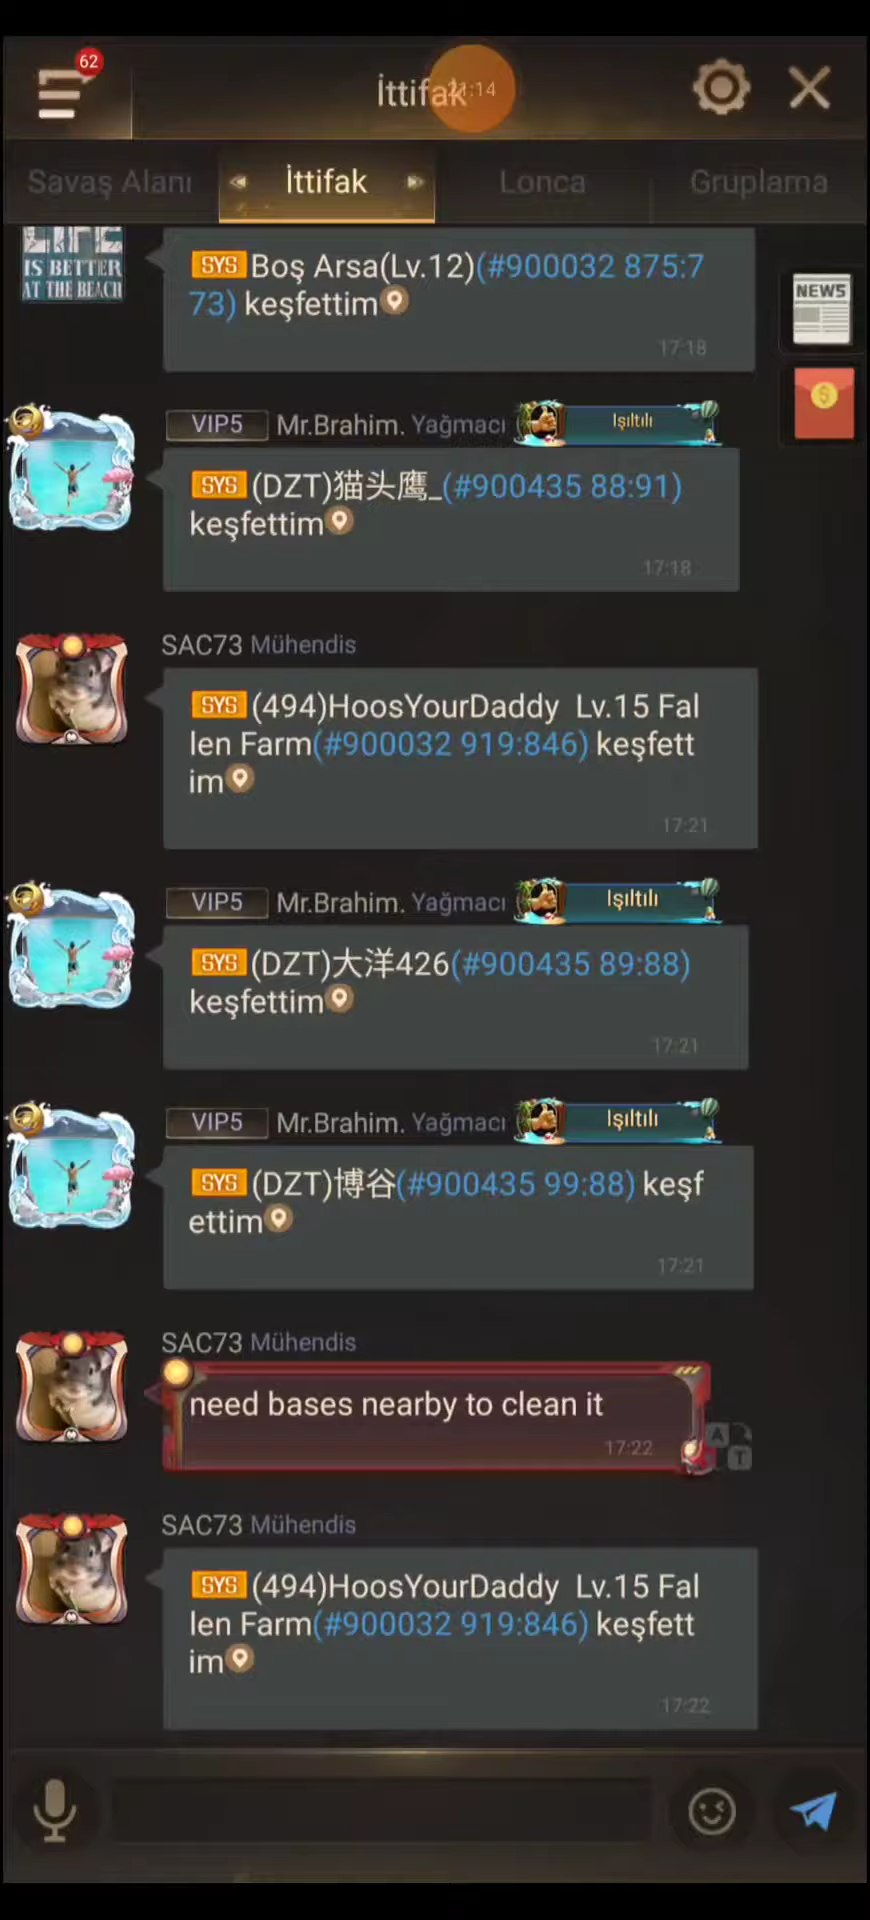 62
İttifak
21:14
Savaş Alanı
İttifak
Lonca
Gruplama
LIFE
IS BETTER
AT THE BEACH
SYS Boş Arsa(Lv.12)(#900032 875:7
73) keşfettim
17:18
NEWS
VIP5 Mr.Brahim. Yağmacı Işıltılı
SYS (DZT)猫头鹰_(#900435 88:91)
keşfettim
17:18
SAC73 Mühendis
SYS (494)HoosYourDaddy Lv.15 Fal
len Farm(#900032 919:846) keşfett
im
17:21
VIP5 Mr.Brahim. Yağmacı Işıltılı
SYS (DZT)大洋426(#900435 89:88)
keşfettim
17:21
VIP5 Mr.Brahim. Yağmacı Işıltılı
SYS (DZT)博谷(#900435 99:88) keşf
ettim
17:21
SAC73 Mühendis
need bases nearby to clean it
17:22
A
T
SAC73 Mühendis
SYS (494)HoosYourDaddy Lv.15 Fal
len Farm(#900032 919:846) keşfett
im
17:22